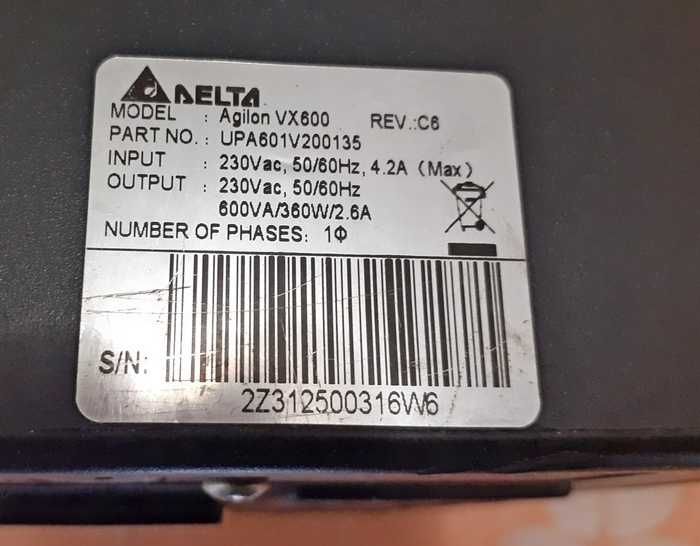 DELTA
MODEL : Agilon VX600 REV.:C6
PART NO. : UPA601V200135
INPUT : 230Vac, 50/60Hz, 4.2A (Max)
OUTPUT : 230Vac, 50/60Hz
600VA/360W/2.6A
NUMBER OF PHASES: 1Φ
S/N:
2Z312500316W6